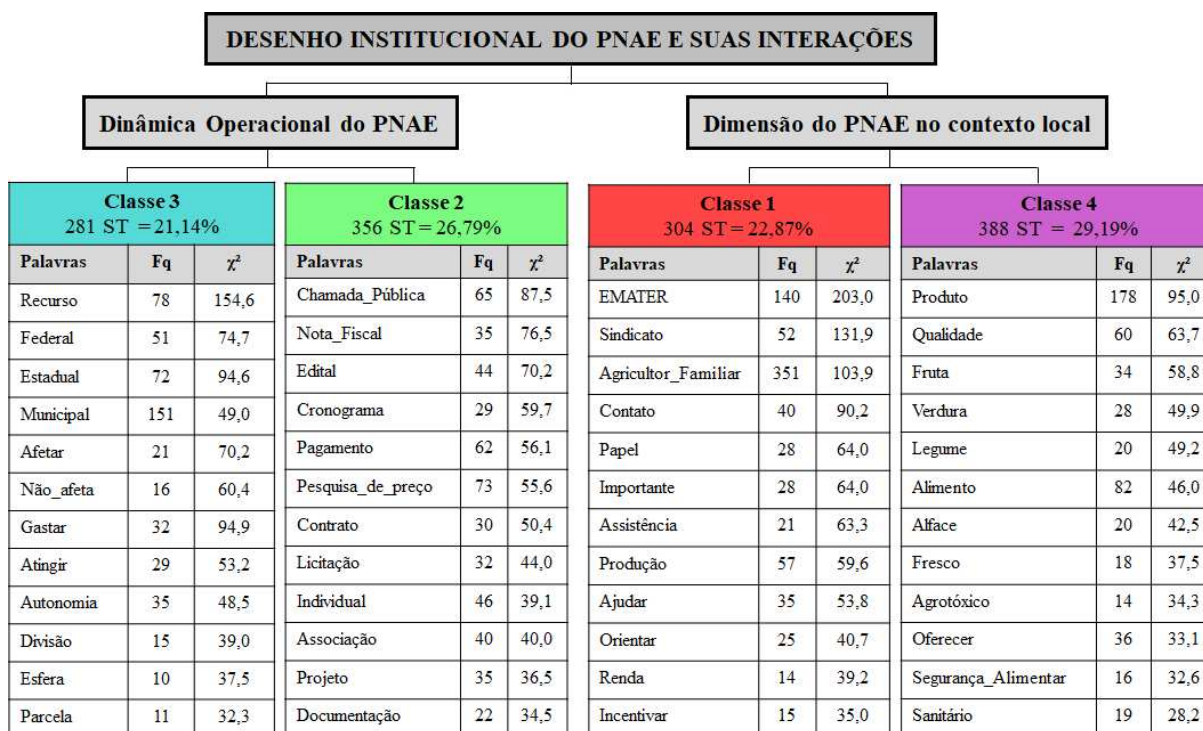 DESENHO INSTITUCIONAL DO PNAE E SUAS INTERAÇÕES
Dinâmica Operacional do PNAE
Dimensão do PNAE no contexto local
Classe 3
281 ST = 21,14%
Palavras Fq χ²
Recurso 78 154,6
Federal 51 74,7
Estadual 72 94,6
Municipal 151 49,0
Afetar 21 70,2
Não_afeta 16 60,4
Gastar 32 94,9
Atingir 29 53,2
Autonomia 35 48,5
Divisão 15 39,0
Esfera 10 37,5
Parcela 11 32,3
Classe 2
356 ST = 26,79%
Palavras Fq χ²
Chamada_Pública 65 87,5
Nota_Fiscal 35 76,5
Edital 44 70,2
Cronograma 29 59,7
Pagamento 62 56,1
Pesquisa_de_preço 73 55,6
Contrato 30 50,4
Licitação 32 44,0
Individual 46 39,1
Associação 40 40,0
Projeto 35 36,5
Documentação 22 34,5
Classe 1
304 ST = 22,87%
Palavras Fq χ²
EMATER 140 203,0
Sindicato 52 131,9
Agricultor_Familiar 351 103,9
Contato 40 90,2
Papel 28 64,0
Importante 28 64,0
Assistência 21 63,3
Produção 57 59,6
Ajudar 35 53,8
Orientar 25 40,7
Renda 14 39,2
Incentivar 15 35,0
Classe 4
388 ST = 29,19%
Palavras Fq χ²
Produto 178 95,0
Qualidade 60 63,7
Fruta 34 58,8
Verdura 28 49,9
Legume 20 49,2
Alimento 82 46,0
Alface 20 42,5
Fresco 18 37,5
Agrotóxico 14 34,3
Oferecer 36 33,1
Segurança_Alimentar 16 32,6
Sanitário 19 28,2